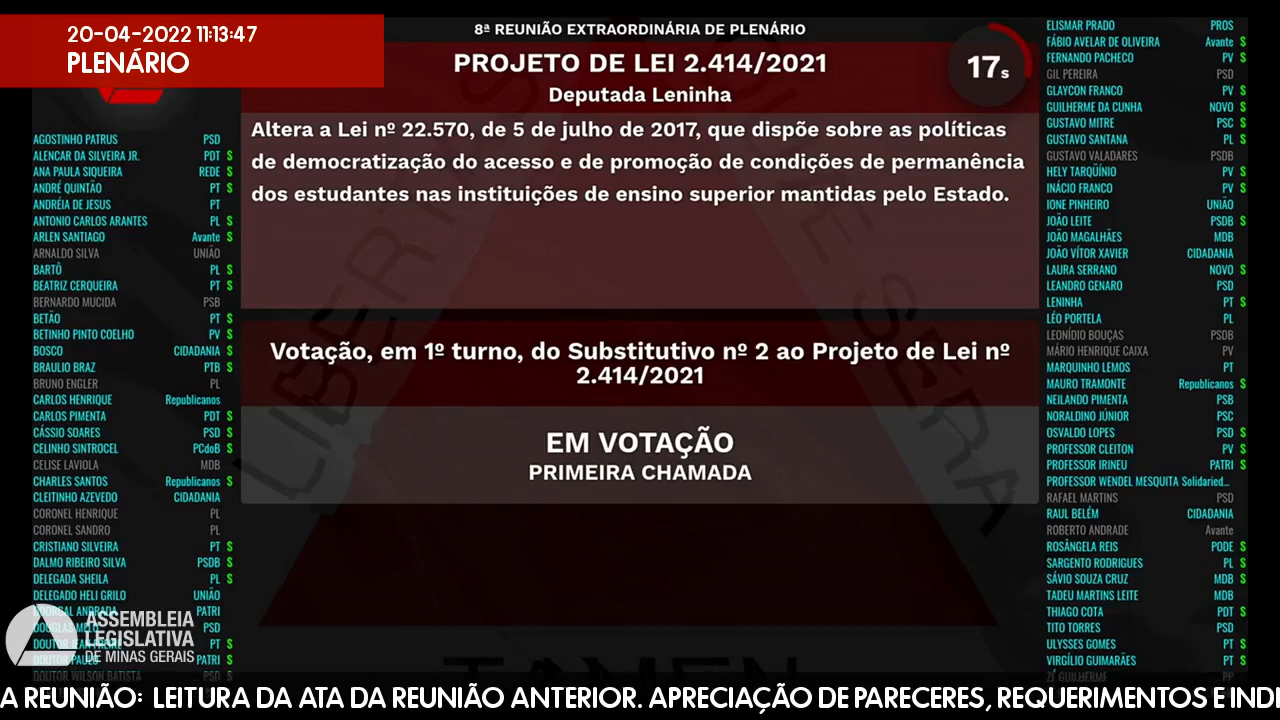 20-04-2022 11:13:47
PLENÁRIO
8ª REUNIÃO EXTRAORDINÁRIA DE PLENÁRIO
PROJETO DE LEI 2.414/2021
Deputada Leninha
17s
Altera a Lei nº 22.570, de 5 de julho de 2017, que dispõe sobre as políticas
de democratização do acesso e de promoção de condições de permanência
dos estudantes nas instituições de ensino superior mantidas pelo Estado.
Votação, em 1º turno, do Substitutivo nº 2 ao Projeto de Lei nº
2.414/2021
EM VOTAÇÃO
PRIMEIRA CHAMADA
AGOSTINHO PATRUS PSD
ALENCAR DA SILVEIRA JR. PDT S
ANA PAULA SIQUEIRA REDE S
ANDRÉ QUINTÃO PT S
ANDRÉIA DE JESUS PT
ANTONIO CARLOS ARANTES PL S
ARLEN SANTIAGO Avante S
ARNALDO SILVA UNIÃO
BARTÔ PL S
BEATRIZ CERQUEIRA PT S
BERNARDO MUCIDA PSB
BETÃO PT S
BETINHO PINTO COELHO PV S
BOSCO CIDADANIA S
BRAULIO BRAZ PTB S
BRUNO ENGLER PL
CARLOS HENRIQUE Republicanos
CARLOS PIMENTA PDT S
CÁSSIO SOARES PSD S
CELINHO SINTROCEL PCdoB S
CELISE LAVIOLA MDB
CHARLES SANTOS Republicanos S
CLEITINHO AZEVEDO CIDADANIA
CORONEL HENRIQUE PL
CORONEL SANDRO PL
CRISTIANO SILVEIRA PT S
DALMO RIBEIRO SILVA PSDB S
DELEGADA SHEILA PL S
DELEGADO HELI GRILO UNIÃO
DOORGAL ANDRADA PATRI
DOUGLAS MELO PSD
DOUTOR JEAN FREIRE PT S
DOUTOR PAULO PATRI S
DOUTOR WILSON BATISTA PSD S
ELISMAR PRADO PROS
FÁBIO AVELAR DE OLIVEIRA Avante S
FERNANDO PACHECO PV S
GIL PEREIRA PSD
GLAYCON FRANCO PV S
GUILHERME DA CUNHA NOVO S
GUSTAVO MITRE PSC S
GUSTAVO SANTANA PL S
GUSTAVO VALADARES PSDB
HELY TARQÜÍNIO PV S
INÁCIO FRANCO PV S
IONE PINHEIRO UNIÃO
JOÃO LEITE PSDB S
JOÃO MAGALHÃES MDB
JOÃO VÍTOR XAVIER CIDADANIA
LAURA SERRANO NOVO S
LEANDRO GENARO PSD
LENINHA PT S
LÉO PORTELA PL
LEONÍDIO BOUÇAS PSDB
MÁRIO HENRIQUE CAIXA PV
MARQUINHO LEMOS PT
MAURO TRAMONTE Republicanos S
NEILANDO PIMENTA PSB
NORALDINO JÚNIOR PSC
OSVALDO LOPES PSD S
PROFESSOR CLEITON PV S
PROFESSOR IRINEU PATRI S
PROFESSOR WENDEL MESQUITA Solidaried...
RAFAEL MARTINS PSD
RAUL BELÉM CIDADANIA
ROBERTO ANDRADE Avante
ROSÂNGELA REIS PODE S
SARGENTO RODRIGUES PL S
SÁVIO SOUZA CRUZ MDB S
TADEU MARTINS LEITE MDB
THIAGO COTA PDT S
TITO TORRES PSD
ULYSSES GOMES PT S
VIRGÍLIO GUIMARÃES PT S
ZÉ GUILHERME PP
ASSEMBLEIA
LEGISLATIVA
DE MINAS GERAIS
A REUNIÃO: LEITURA DA ATA DA REUNIÃO ANTERIOR. APRECIAÇÃO DE PARECERES, REQUERIMENTOS E INDI